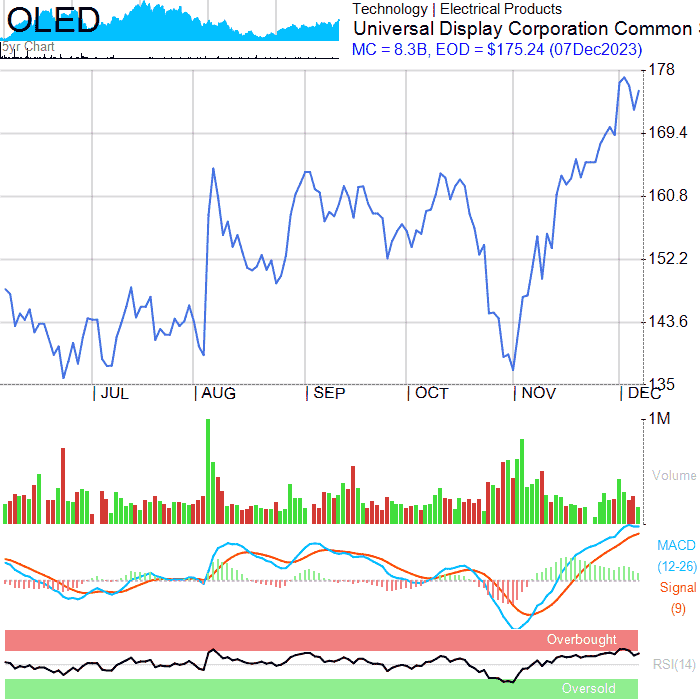 OLED
5yr Chart
Technology | Electrical Products
Universal Display Corporation Common
MC = 8.3B, EOD = $175.24 (07Dec2023)
178
169.4
160.8
152.2
143.6
135
JUL AUG SEP OCT NOV DEC
1M
Volume
MACD
(12-26)
Signal
(9)
Overbought
RSI(14)
Oversold